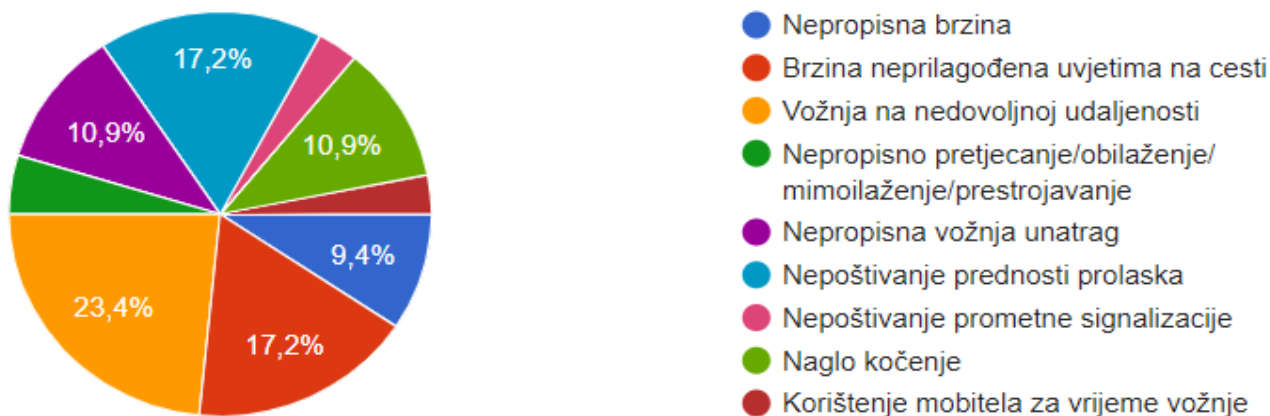 17,2%
10,9%
10,9%
9,4%
23,4%
17,2%
Nepropisna brzina
Brzina neprilagođena uvjetima na cesti
Vožnja na nedovoljnoj udaljenosti
Nepropisno pretjecanje/obilaženje/
mimoilaženje/prestrojavanje
Nepropisna vožnja unatrag
Nepoštivanje prednosti prolaska
Nepoštivanje prometne signalizacije
Naglo kočenje
Korištenje mobitela za vrijeme vožnje